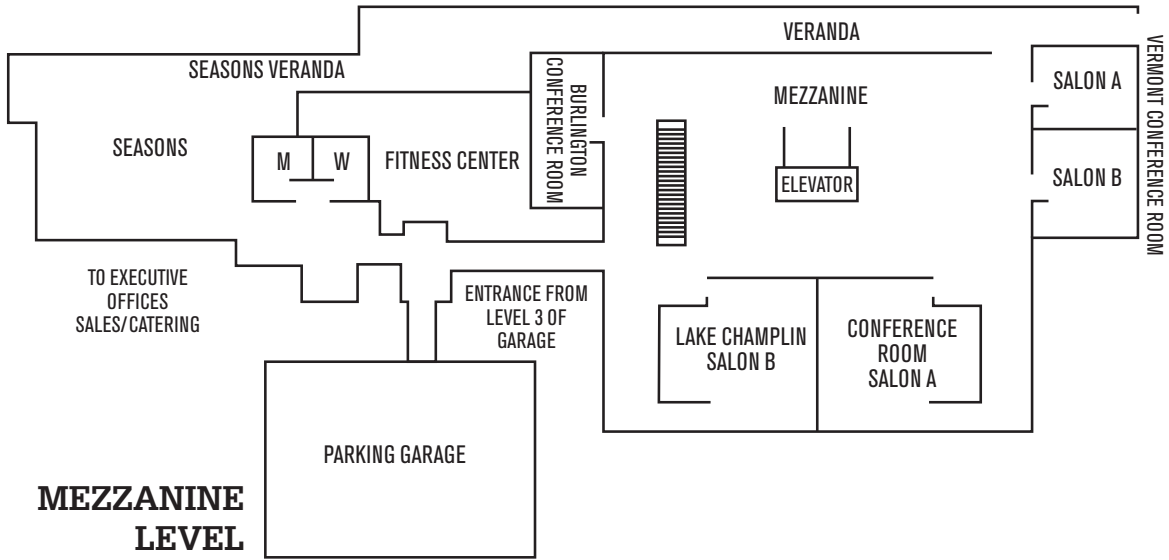 VERANDA
VERMONT CONFERENCE ROOM
SEASONS VERANDA
SALON A
BURLINGTON
CONFERENCE ROOM
MEZZANINE
SEASONS
M
W
FITNESS CENTER
ELEVATOR
SALON B
TO EXECUTIVE
OFFICES
SALES/CATERING
ENTRANCE FROM
LEVEL 3 OF
GARAGE
LAKE CHAMPLIN
SALON B
CONFERENCE
ROOM
SALON A
PARKING GARAGE
MEZZANINE
LEVEL